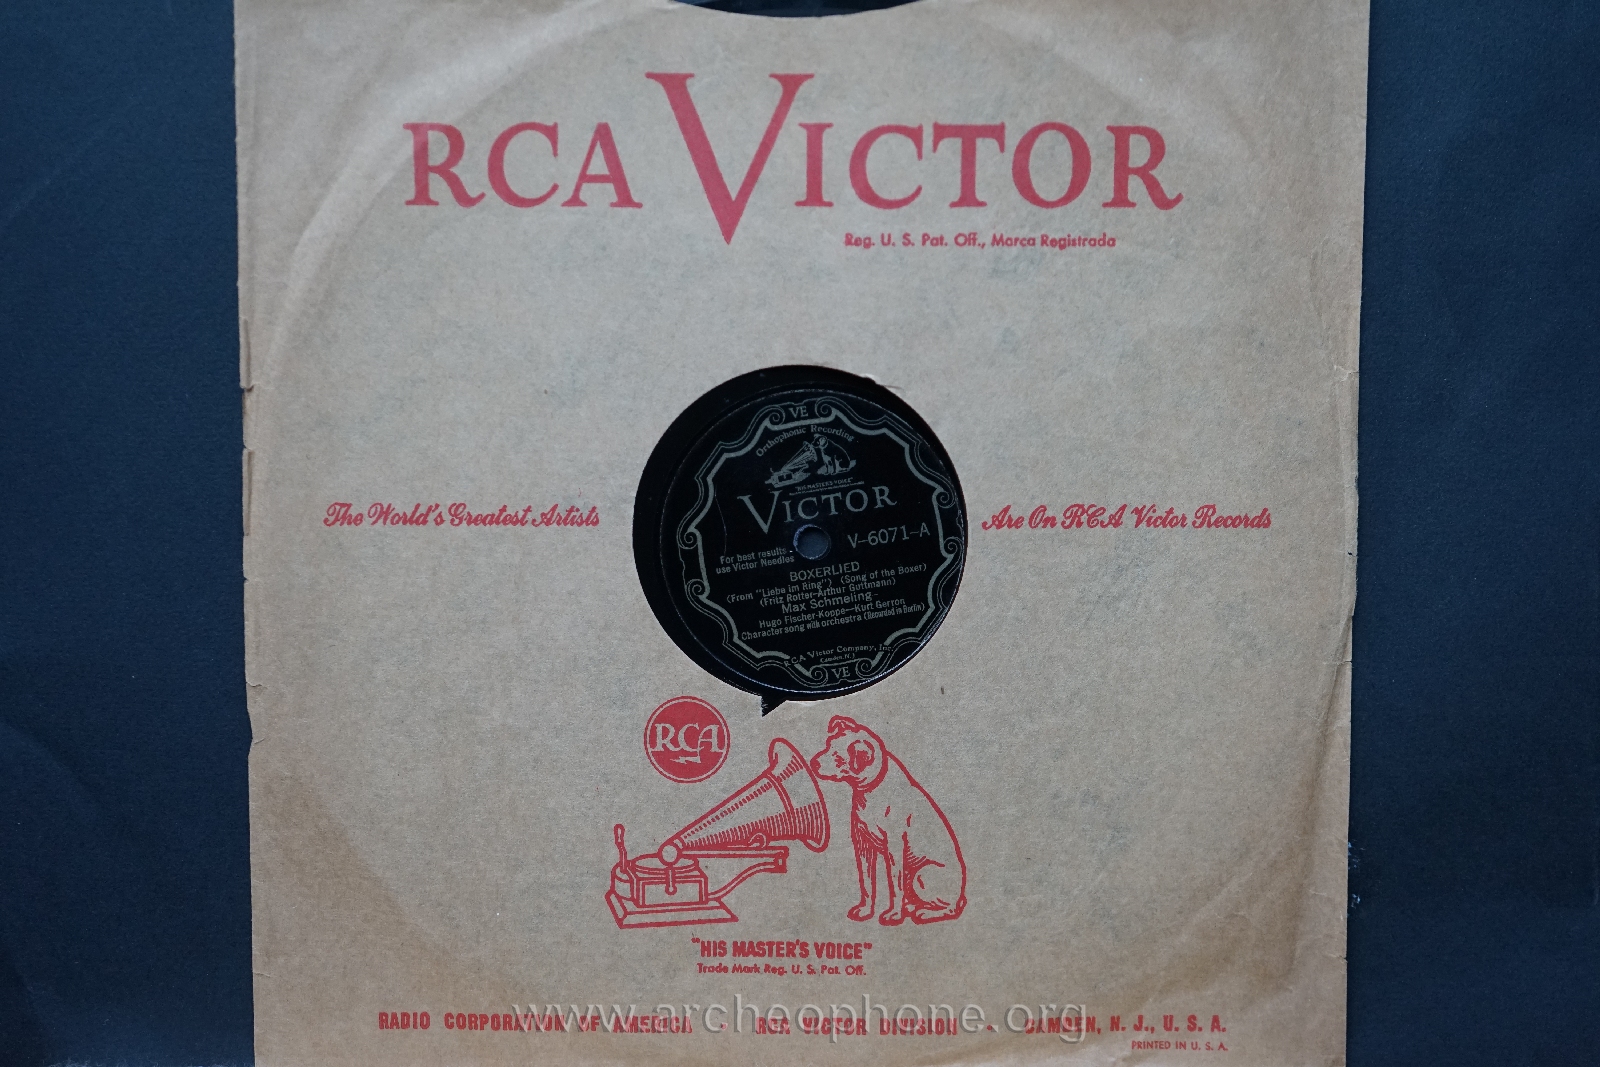 RCA VICTOR
Reg. U. S. Pat. Off., Marca Registrada
The World's Greatest Artists
Are On RCA Victor Records
VE
Orthophonic Recording
"HIS MASTER'S VOICE"
VICTOR
V-6071-A
For best results
use Victor Needles
BOXERLIED
(From "Liebe im Ring") (Song of the Boxer)
(Fritz Rotter-Arthur Guttmann)
Max Schmeling-
Hugo Fischer-Koppe-Kurt Gerron
Character song with orchestra (Recorded in Berlin)
RCA Victor Company, Inc.
Camden, N.J.
VE
RCA
"HIS MASTER'S VOICE"
Trade Mark Reg. U. S. Pat. Off.
www.archeophone.org
RADIO CORPORATION OF AMERICA • RCA VICTOR DIVISION • CAMDEN, N. J., U. S. A.
PRINTED IN U. S. A.